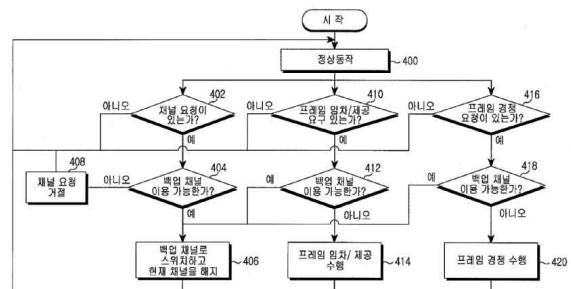 시 작
정상동작
400
402
채널 요청이
있는가?
아니오
예
410
프레임 임차/제공
요구 있는가?
아니오
예
416
프레임 경쟁
요청이 있는가?
아니오
예
408
채널 요청
거절
아니오
404
백업 채널
이용 가능한가?
예
412
백업 채널
이용 가능한가?
예
아니오
418
백업 채널
이용 가능한가?
예
아니오
백업 채널로
스위치하고
현재 채널을 해지
406
프레임 임차/ 제공
수행
414
프레임 경쟁 수행
420